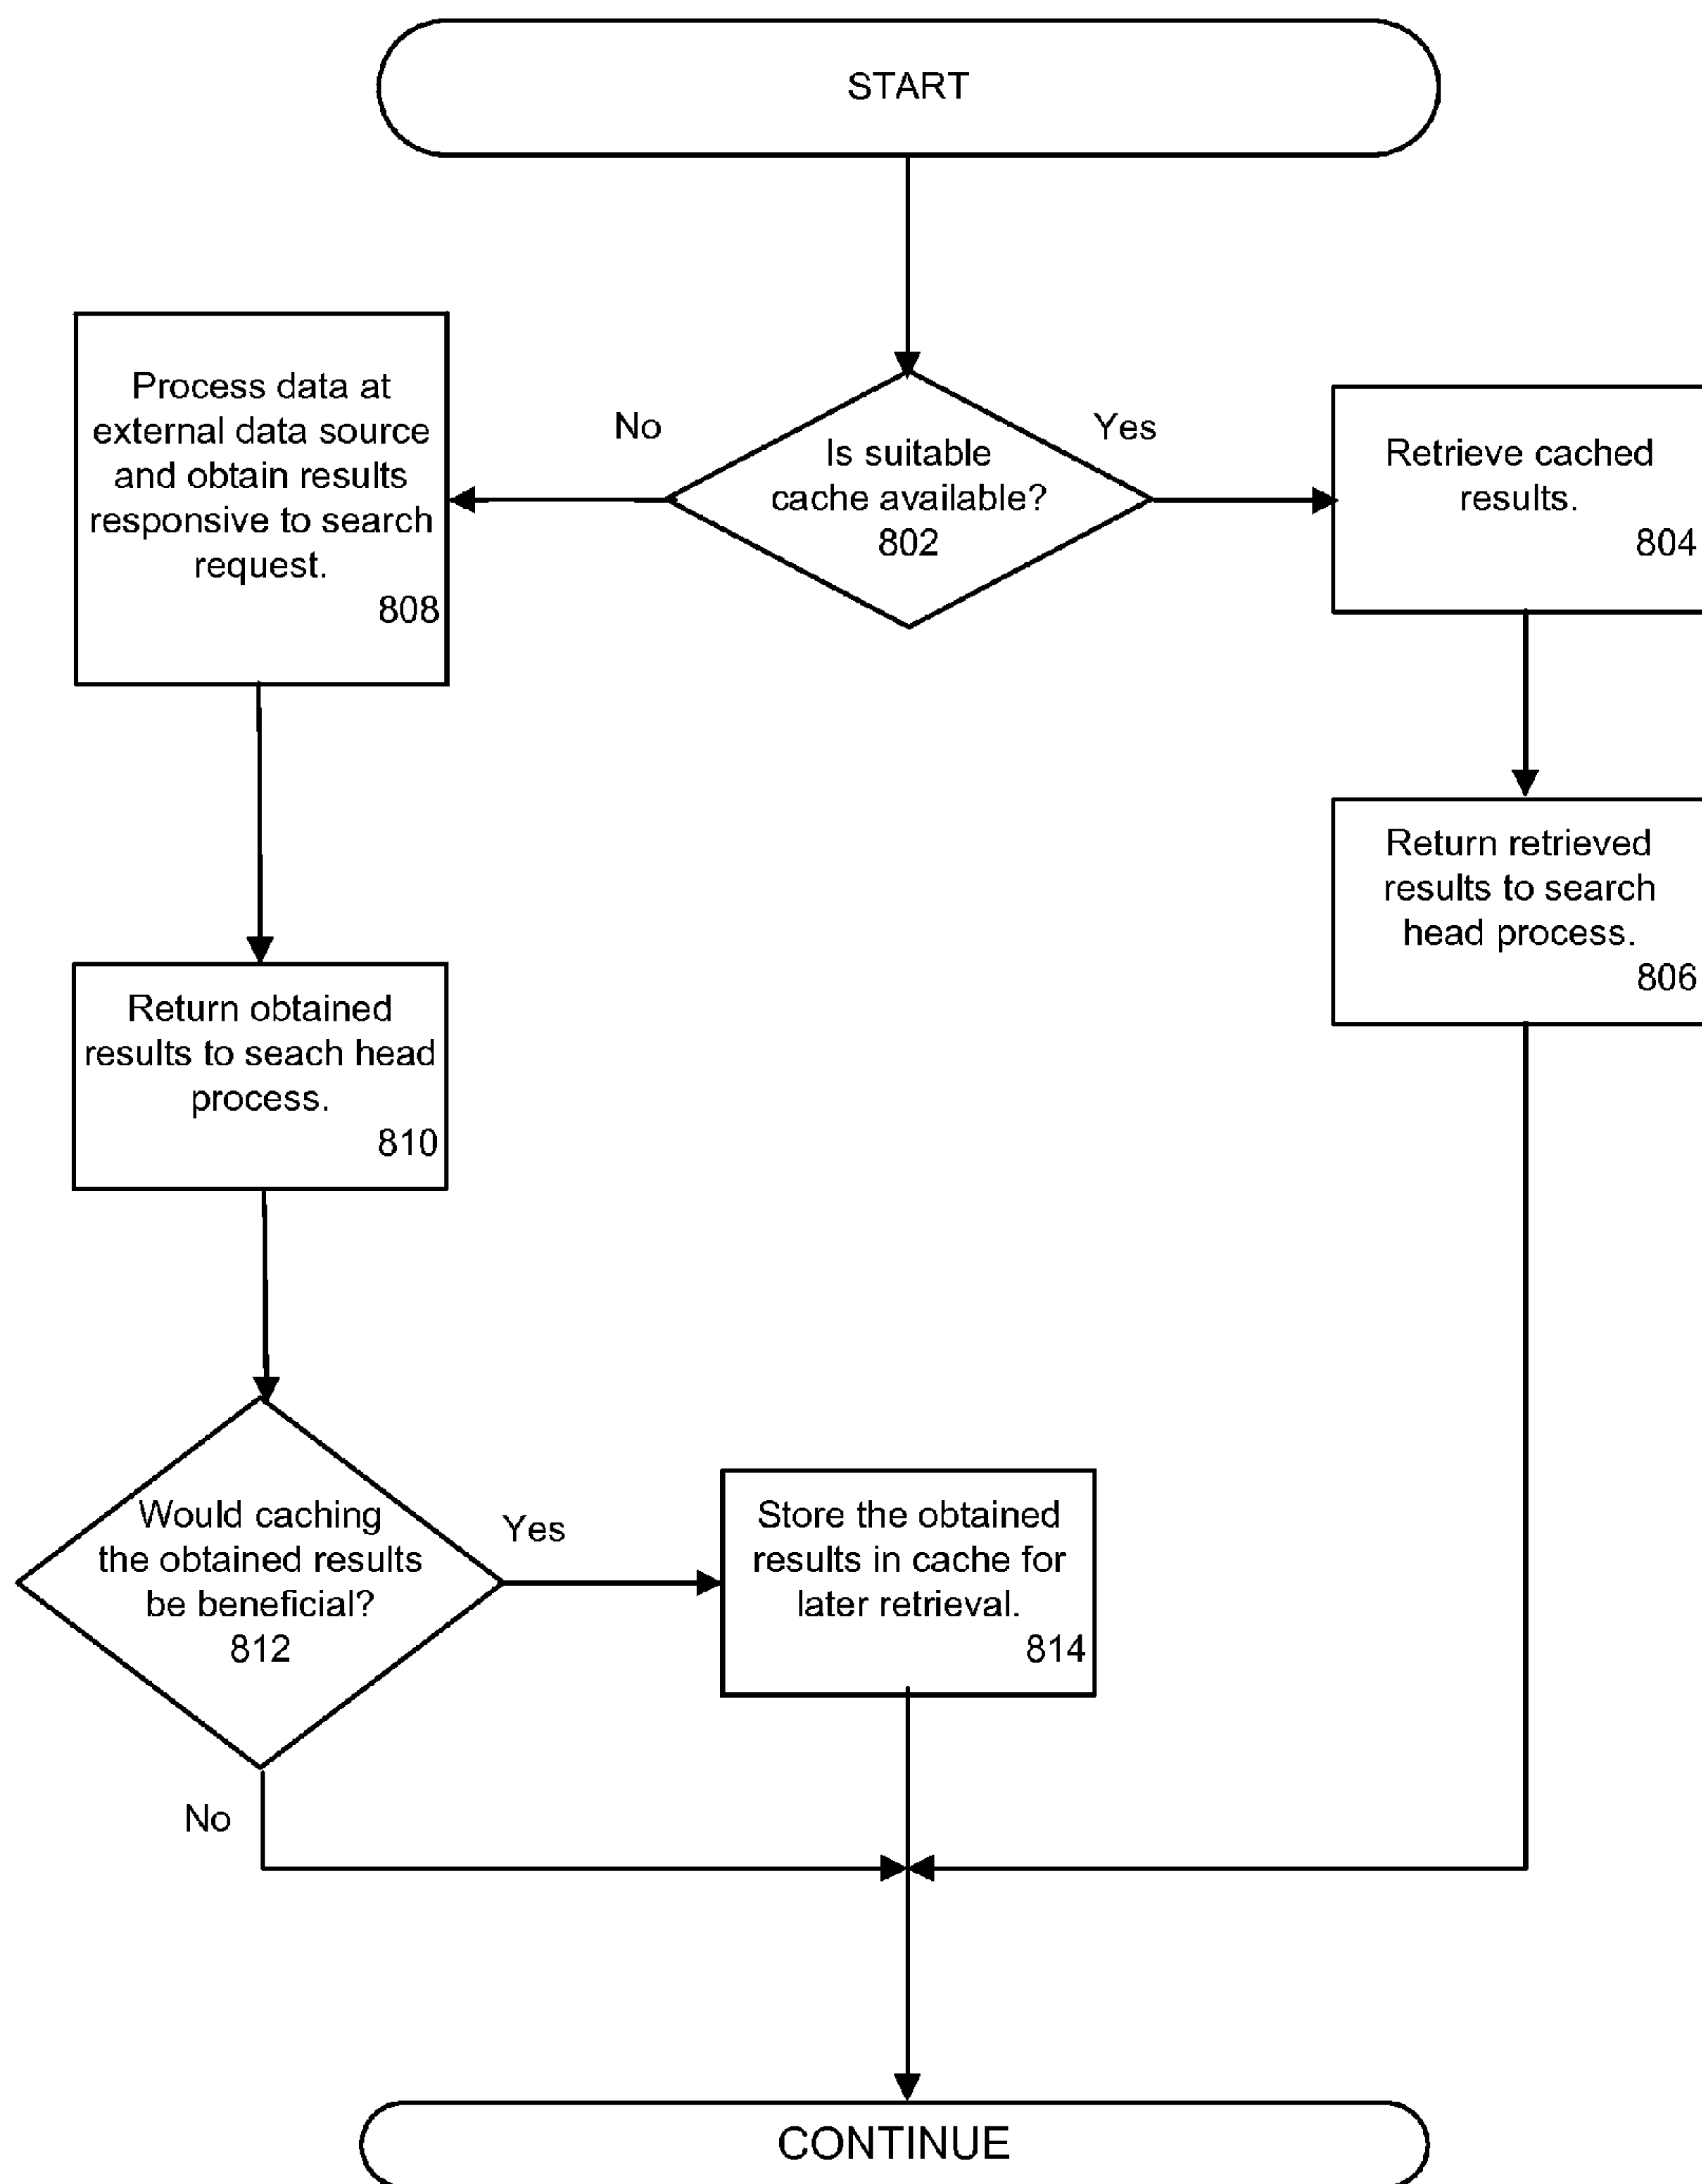 START
No
Yes
Is suitable
cache available?
802
Process data at
external data source
and obtain results
responsive to search
request.
808
Retrieve cached
results.
804
Return retrieved
results to search
head process.
806
Return obtained
results to seach head
process.
810
Would caching
the obtained results
be beneficial?
812
Yes
No
Store the obtained
results in cache for
later retrieval.
814
CONTINUE